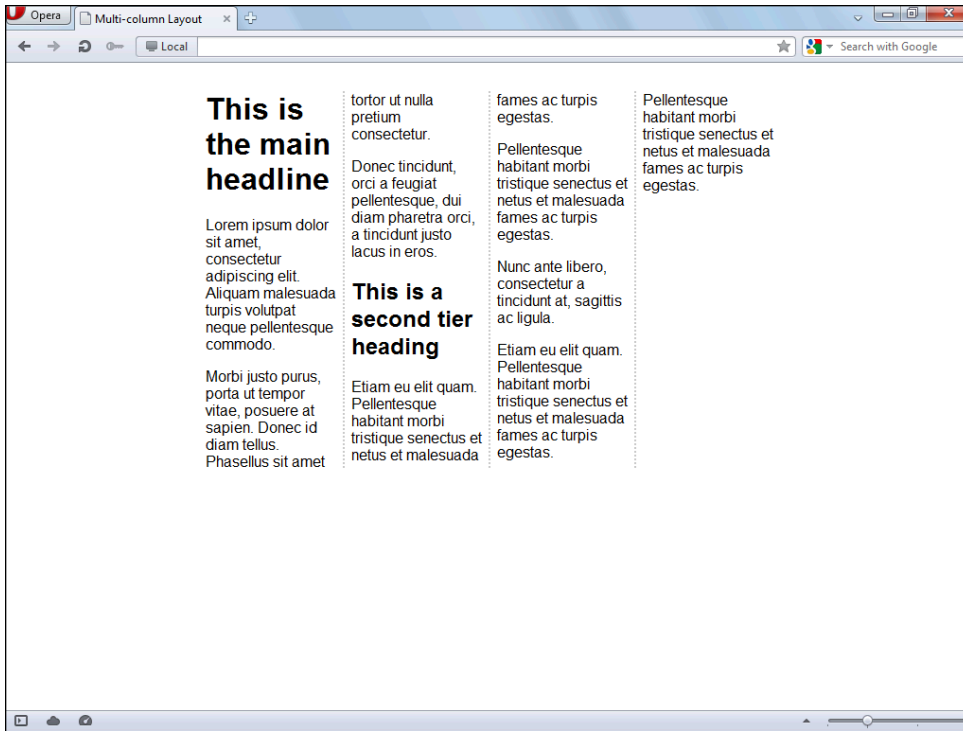 Opera
Multi-column Layout
Local
Search with Google
This is
the main
headline
Lorem ipsum dolor
sit amet,
consectetur
adipiscing elit.
Aliquam malesuada
turpis volutpat
neque pellentesque
commodo.
Morbi justo purus,
porta ut tempor
vitae, posuere at
sapien. Donec id
diam tellus.
Phasellus sit amet
tortor ut nulla
pretium
consectetur.
Donec tincidunt,
orci a feugiat
pellentesque, dui
diam pharetra orci,
a tincidunt justo
lacus in eros.
This is a
second tier
heading
Etiam eu elit quam.
Pellentesque
habitant morbi
tristique senectus et
netus et malesuada
fames ac turpis
egestas.
Pellentesque
habitant morbi
tristique senectus et
netus et malesuada
fames ac turpis
egestas.
Nunc ante libero,
consectetur a
tincidunt at, sagittis
ac ligula.
Etiam eu elit quam.
Pellentesque
habitant morbi
tristique senectus et
netus et malesuada
fames ac turpis
egestas.
Pellentesque
habitant morbi
tristique senectus et
netus et malesuada
fames ac turpis
egestas.